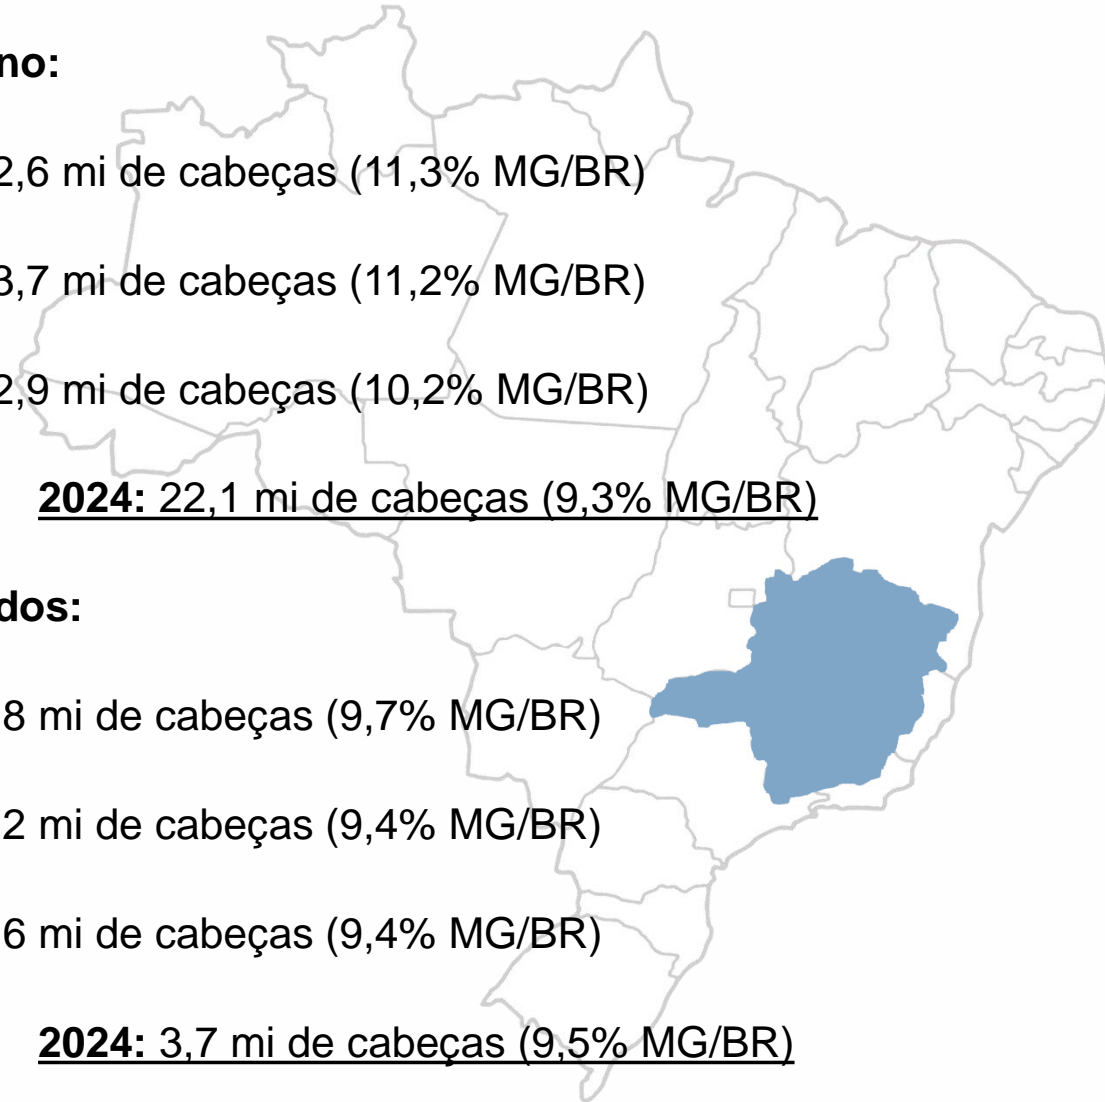 no:
2,6 mi de cabeças (11,3% MG/BR)
3,7 mi de cabeças (11,2% MG/BR)
2,9 mi de cabeças (10,2% MG/BR)
2024: 22,1 mi de cabeças (9,3% MG/BR)
dos:
8 mi de cabeças (9,7% MG/BR)
2 mi de cabeças (9,4% MG/BR)
6 mi de cabeças (9,4% MG/BR)
2024: 3,7 mi de cabeças (9,5% MG/BR)